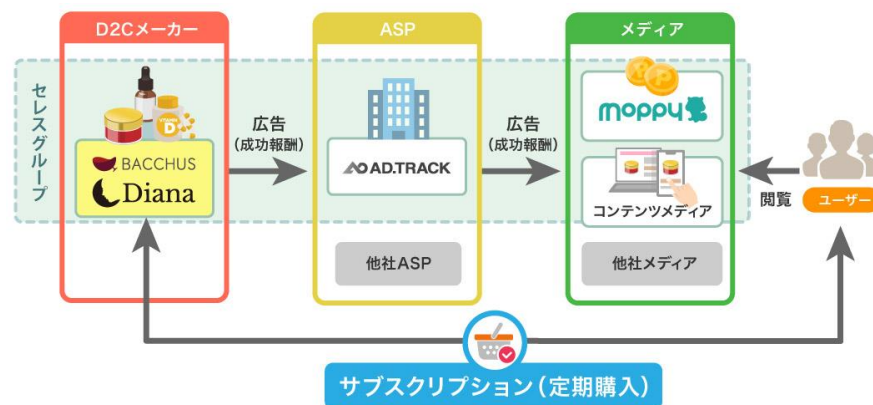 D2Cメーカー
ASP
メディア
セレスグループ
VITAMIN
D
BACCHUS
Diana
広告
(成功報酬)
AD.TRACK
広告
(成功報酬)
moppy
コンテンツメディア
閲覧
ユーザー
他社ASP
他社メディア
サブスクリプション(定期購入)